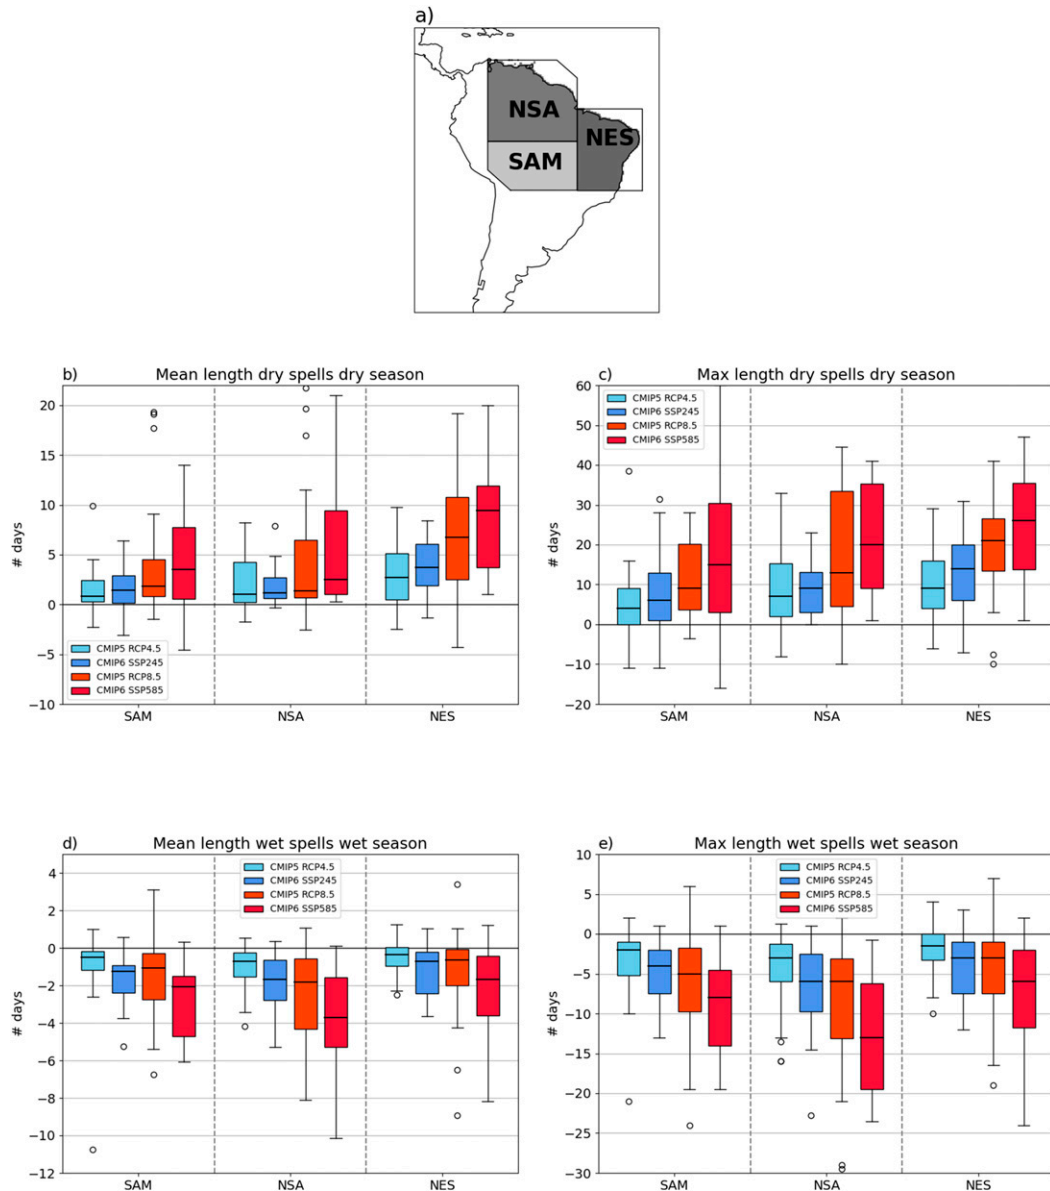 a)
NSA
NES
SAM
b)
Mean length dry spells dry season
# days
20
15
10
5
0
−5
−10
CMIP5 RCP4.5
CMIP6 SSP245
CMIP5 RCP8.5
CMIP6 SSP585
SAM
NSA
NES
c)
Max length dry spells dry season
# days
60
50
40
30
20
10
0
−10
−20
CMIP5 RCP4.5
CMIP6 SSP245
CMIP5 RCP8.5
CMIP6 SSP585
SAM
NSA
NES
d)
Mean length wet spells wet season
# days
4
2
0
−2
−4
−6
−8
−10
−12
CMIP5 RCP4.5
CMIP6 SSP245
CMIP5 RCP8.5
CMIP6 SSP585
SAM
NSA
NES
e)
Max length wet spells wet season
# days
10
5
0
−5
−10
−15
−20
−25
−30
CMIP5 RCP4.5
CMIP6 SSP245
CMIP5 RCP8.5
CMIP6 SSP585
SAM
NSA
NES